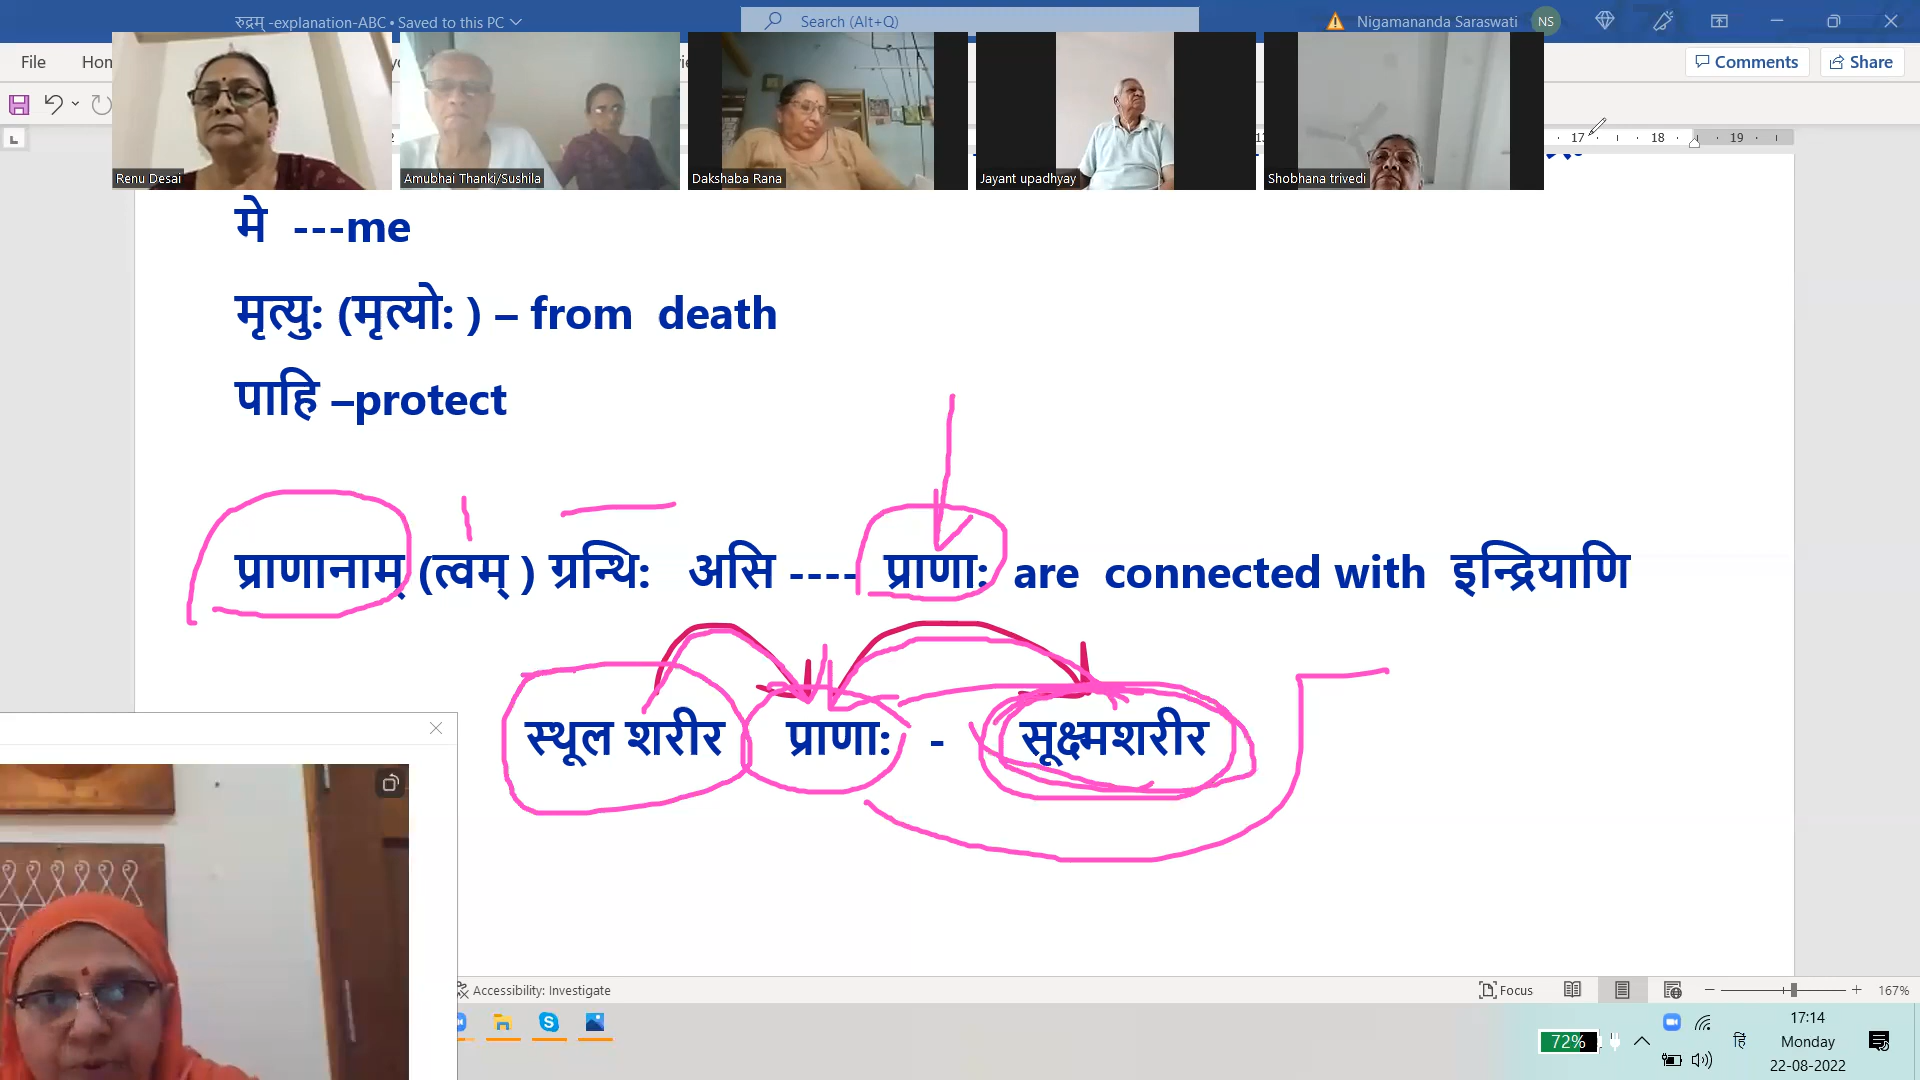 रुद्रम् -explanation-ABC • Saved to this PC
Search (Alt+Q)
Nigamananda Saraswati
NS
File
Comments
Share
Renu Desai
Amubhai Thanki/Sushila
Dakshaba Rana
Jayant upadhyay
Shobhana trivedi
17
18
19
मे ---me
मृत्युः (मृत्योः ) – from death
पाहि –protect
प्राणानाम् (त्वम् ) ग्रन्थिः असि ---- प्राणाः are connected with इन्द्रियाणि
स्थूल शरीर प्राणाः - सूक्ष्मशरीर
Accessibility: Investigate
Focus
167%
72%
हि
17:14
Monday
22-08-2022